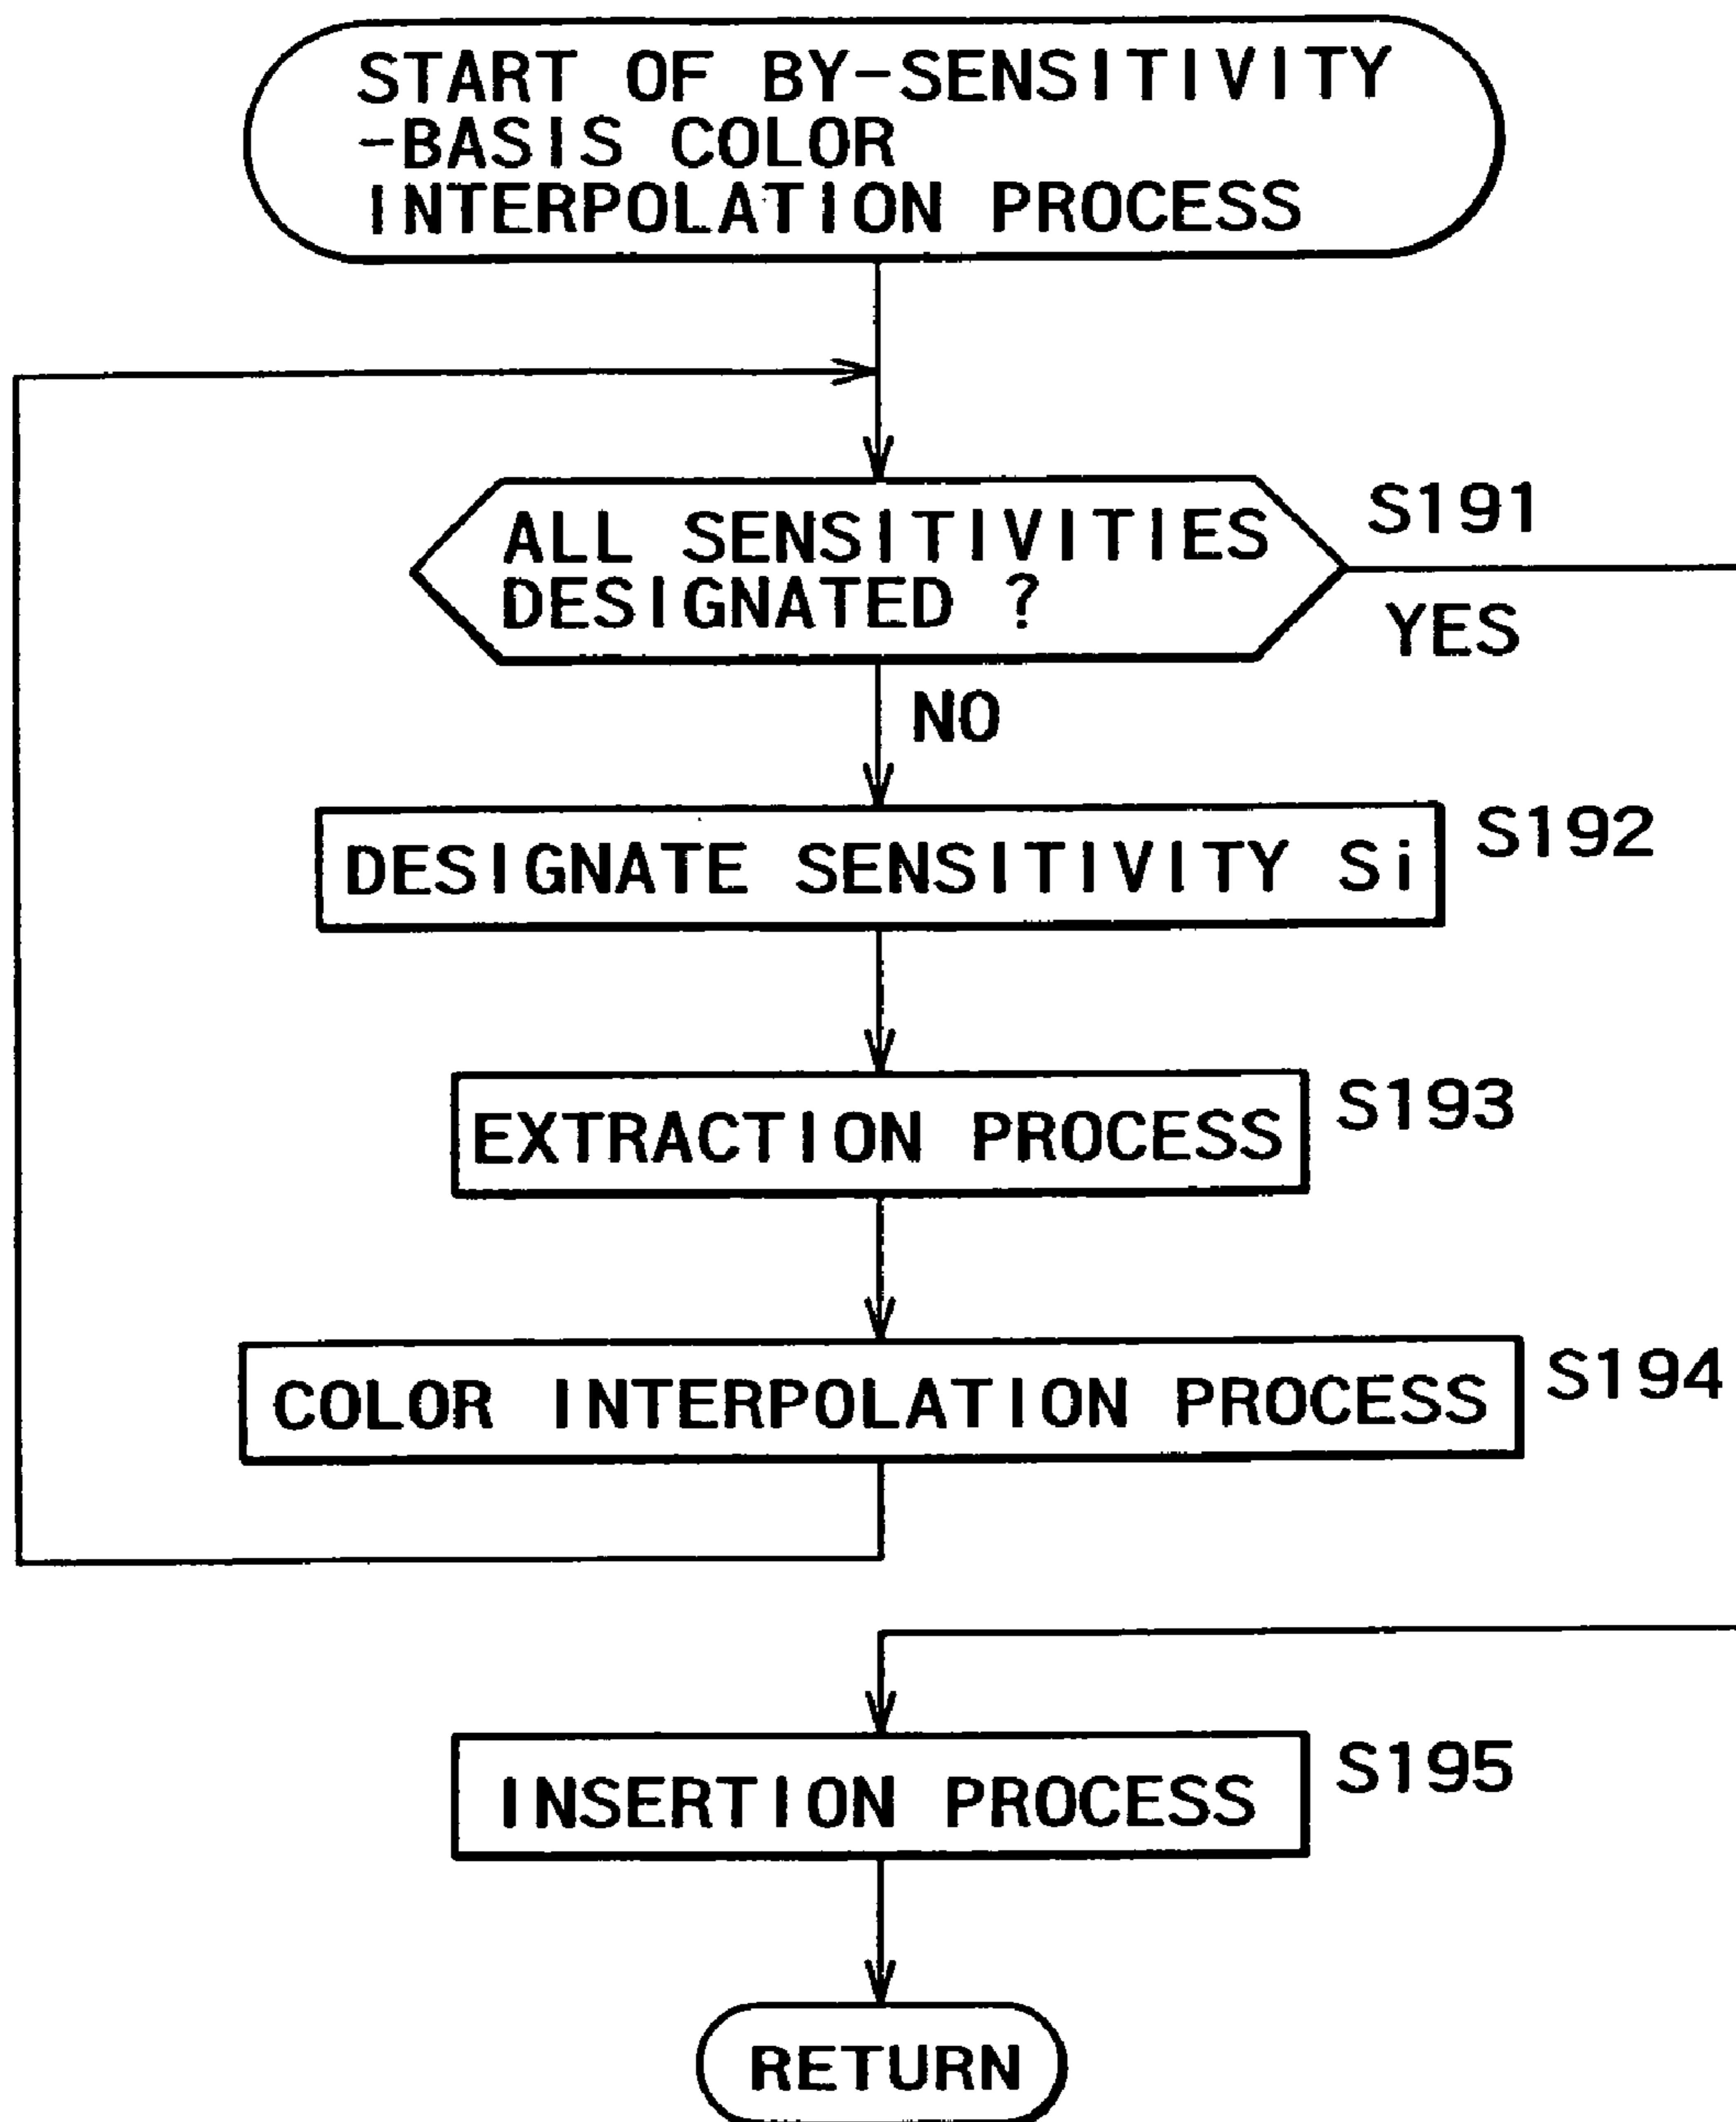 START OF BY-SENSITIVITY
-BASIS COLOR
INTERPOLATION PROCESS
ALL SENSITIVITIES
DESIGNATED ?
S191
YES
NO
DESIGNATE SENSITIVITY Si
S192
EXTRACTION PROCESS
S193
COLOR INTERPOLATION PROCESS
S194
INSERTION PROCESS
S195
RETURN